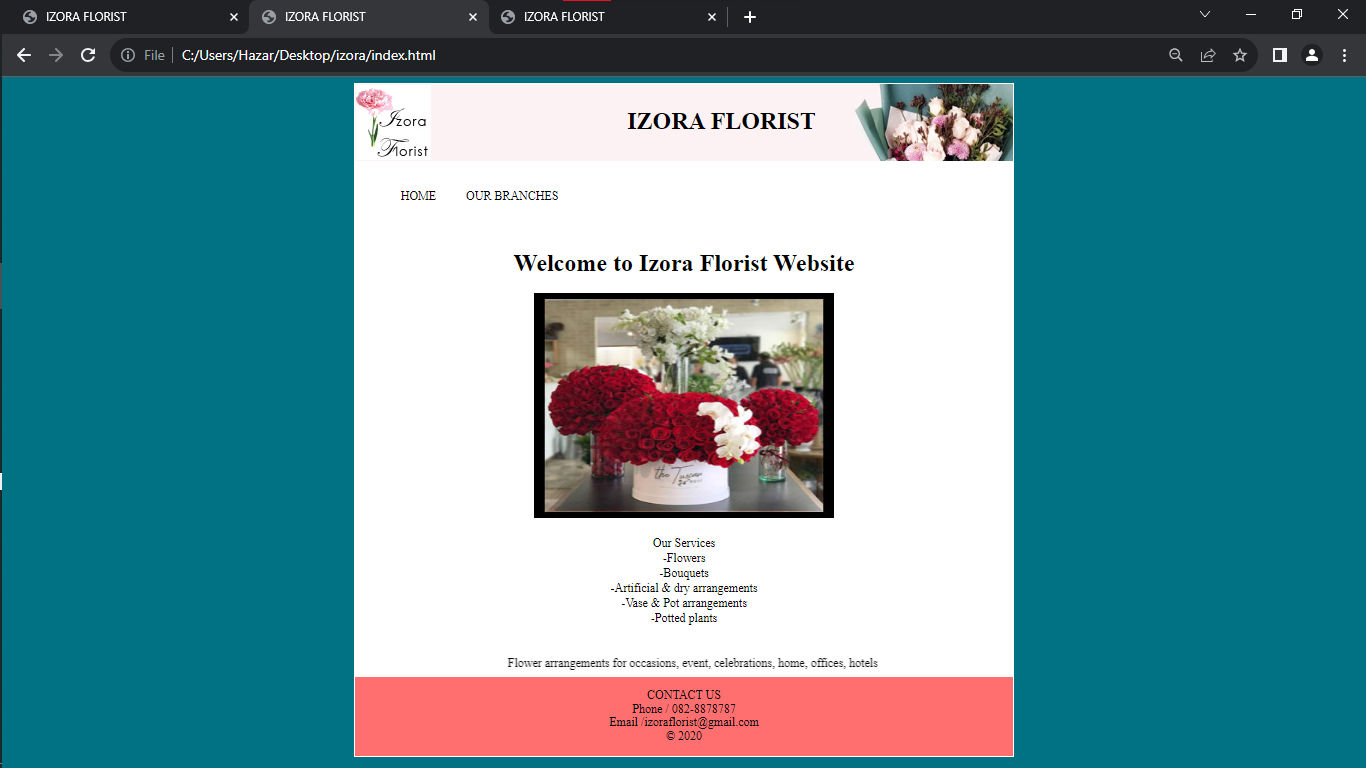 IZORA FLORIST
IZORA FLORIST
IZORA FLORIST
File
C:/Users/Hazar/Desktop/izora/index.html
Izora
Florist
IZORA FLORIST
HOME OUR BRANCHES
Welcome to Izora Florist Website
the Tuscan
Our Services
-Flowers
-Bouquets
-Artificial & dry arrangements
-Vase & Pot arrangements
-Potted plants
Flower arrangements for occasions, event, celebrations, home, offices, hotels
CONTACT US
Phone / 082-8878787
Email /izoraflorist@gmail.com
© 2020